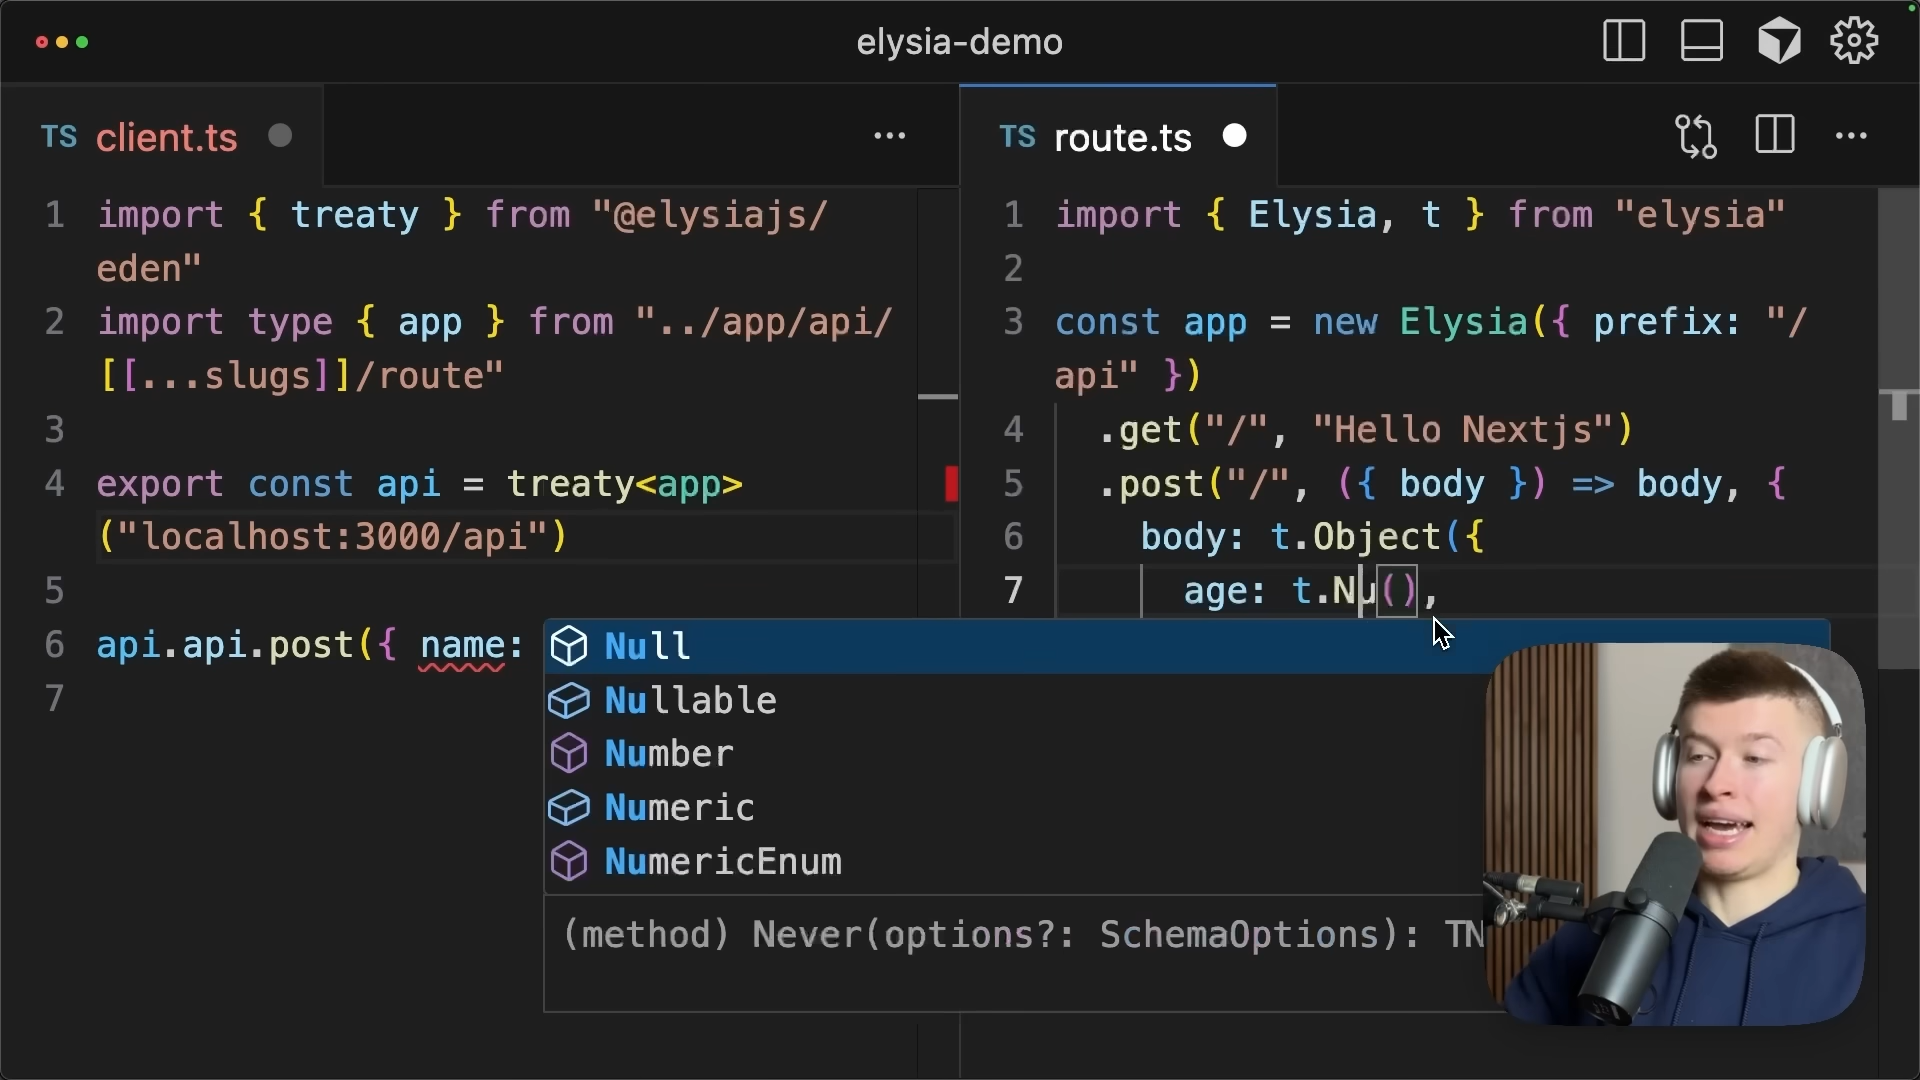 elysia-demo
TS client.ts
TS route.ts
1 import { treaty } from "@elysiajs/
eden"
2 import type { app } from "../app/api/
[[...slugs]]/route"
3
4 export const api = treaty<app>
("localhost:3000/api")
5
6 api.api.post({ name:
7
1 import { Elysia, t } from "elysia"
2
3 const app = new Elysia({ prefix: "/
api" })
4 .get("/", "Hello Nextjs")
5 .post("/", ({ body }) => body, {
6 body: t.Object({
7 age: t.Nu(),
Null
Nullable
Number
Numeric
NumericEnum
(method) Never(options?: SchemaOptions): TN